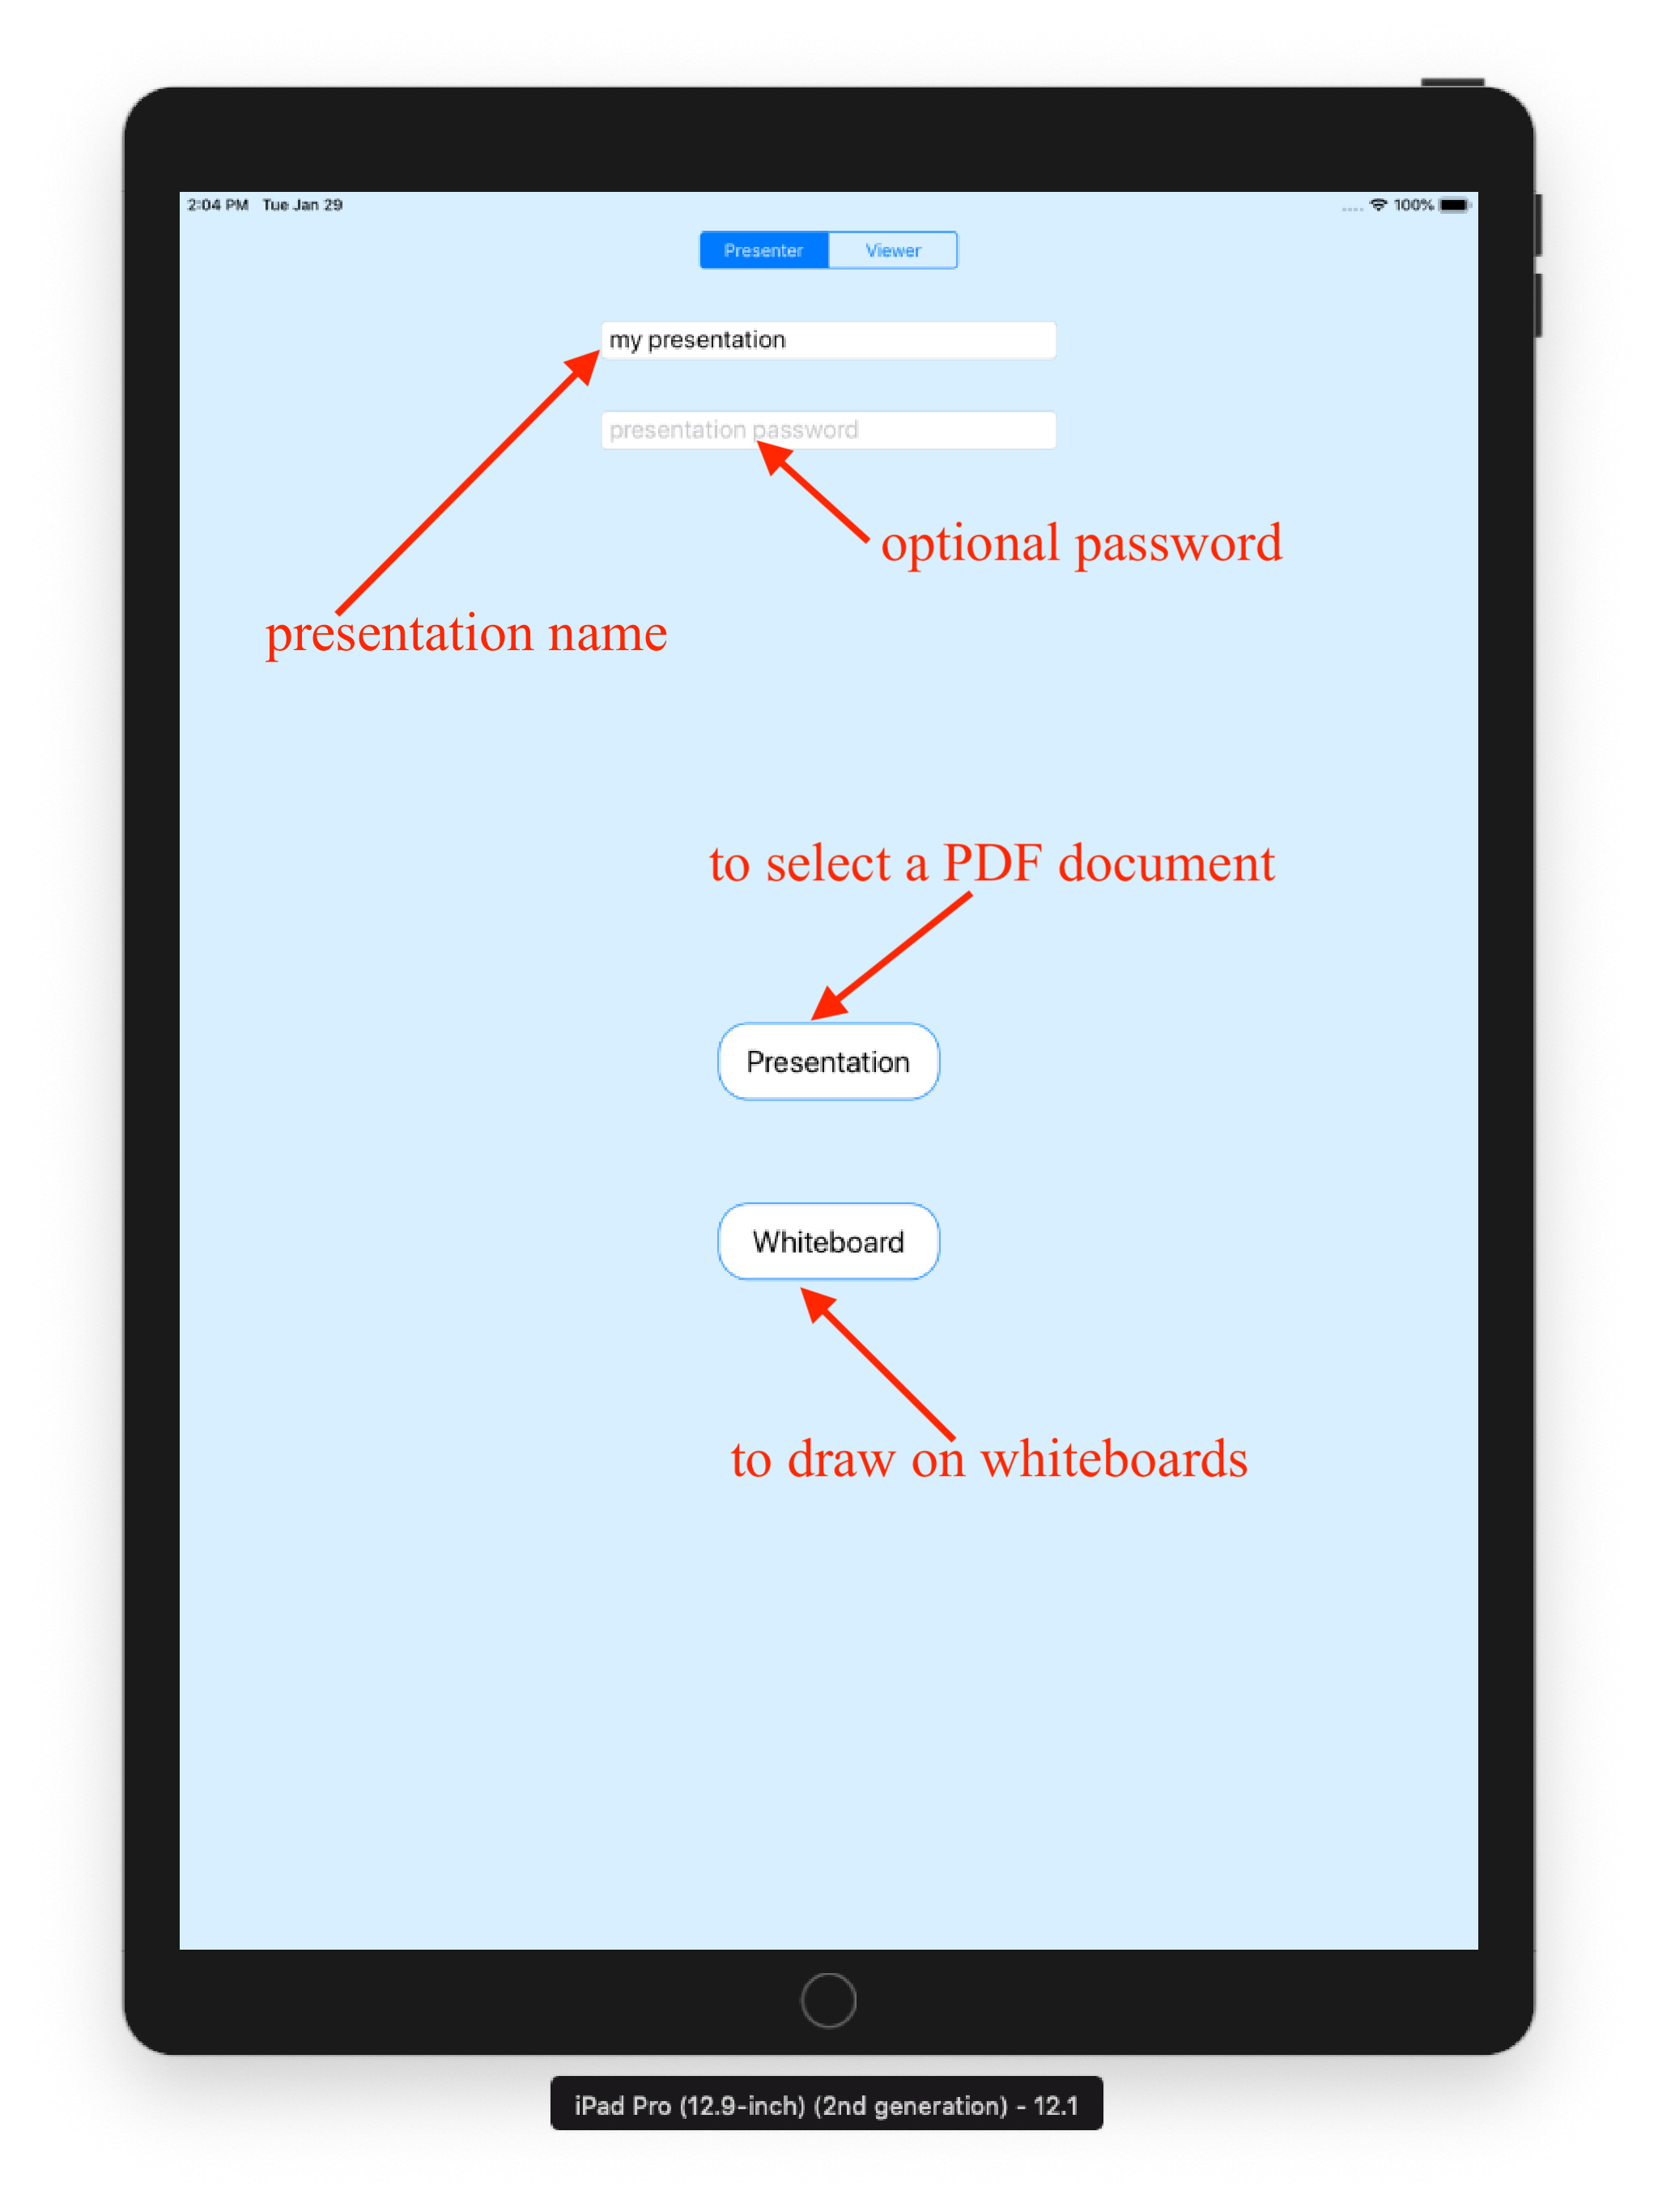 2:04 PM Tue Jan 29 100%
Presenter Viewer
my presentation
presentation password
optional password
presentation name
to select a PDF document
Presentation
Whiteboard
to draw on whiteboards
iPad Pro (12.9-inch) (2nd generation) - 12.1